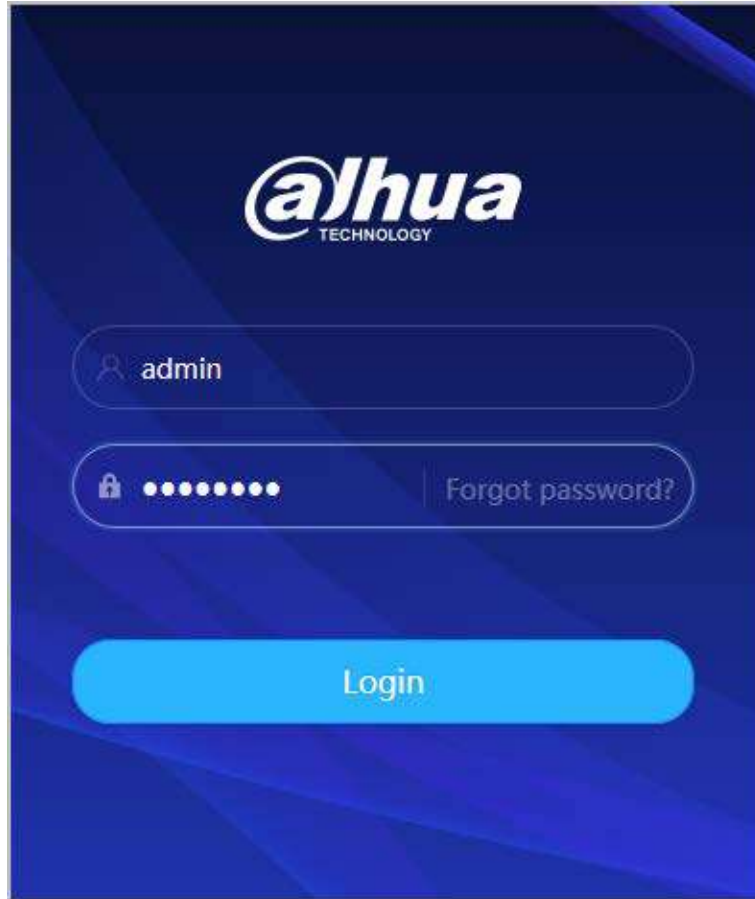 alhua
TECHNOLOGY
admin
••••••••
Forgot password?
Login